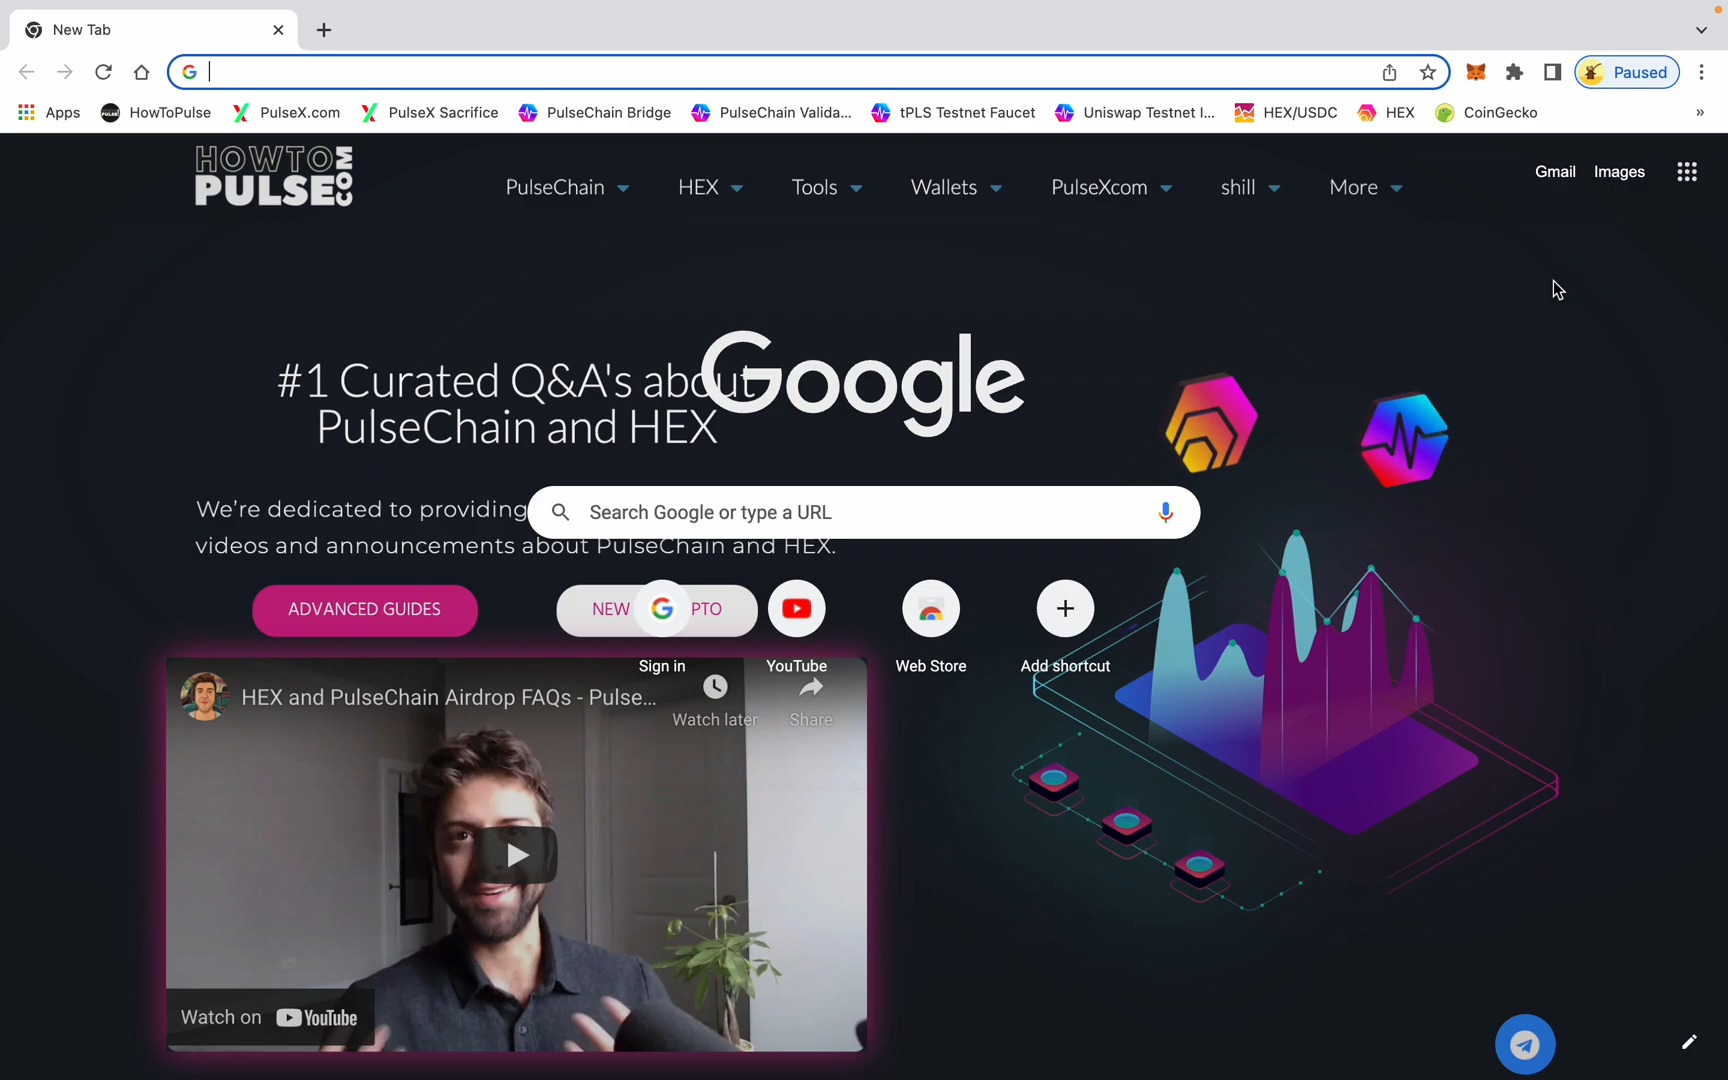 New Tab
Paused
Apps HowToPulse PulseX.com PulseX Sacrifice PulseChain Bridge PulseChain Valida... tPLS Testnet Faucet Uniswap Testnet I... HEX/USDC HEX CoinGecko »
HOWTO
PULSE
COM
PulseChain HEX Tools Wallets PulseXcom shill More
Gmail Images
Google
#1 Curated Q&A's about
PulseChain and HEX
We're dedicated to providing
Search Google or type a URL
videos and announcements about PulseChain and HEX.
ADVANCED GUIDES
NEW PTO
Sign in YouTube Web Store Add shortcut
HEX and PulseChain Airdrop FAQs - Pulse...
Watch later Share
Watch on YouTube